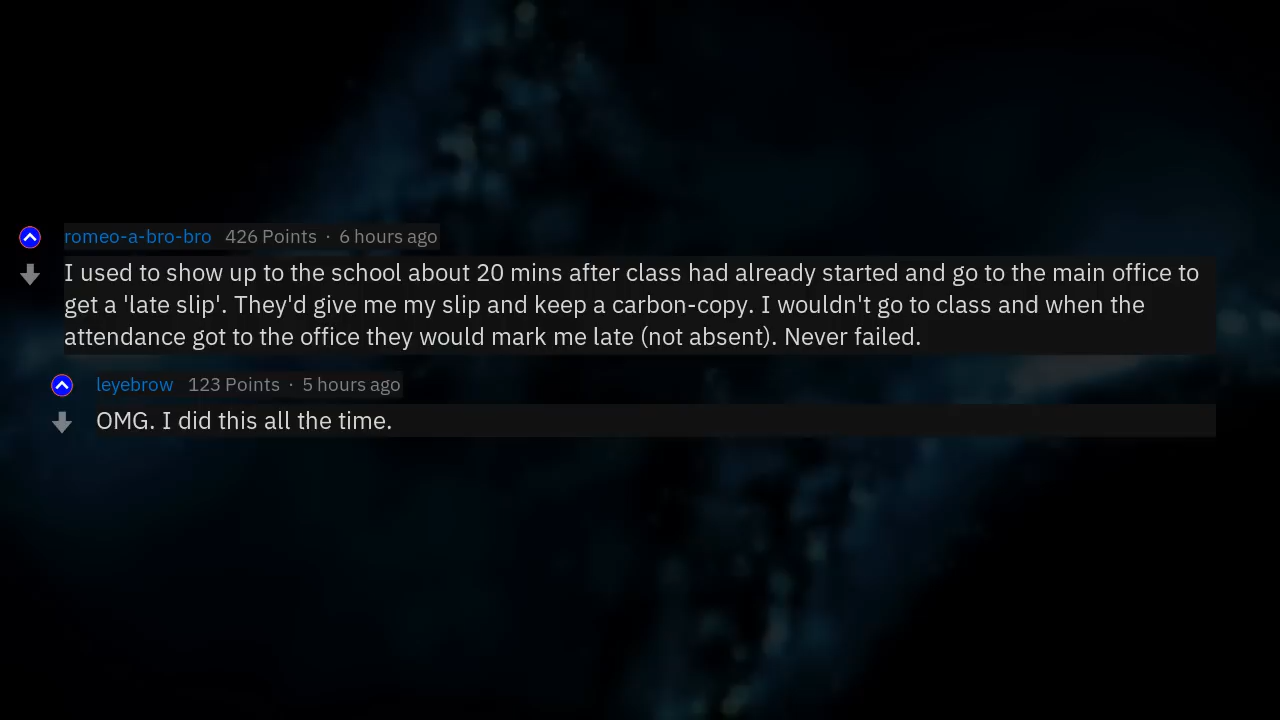 romeo-a-bro-bro 426 Points · 6 hours ago
I used to show up to the school about 20 mins after class had already started and go to the main office to
get a 'late slip'. They'd give me my slip and keep a carbon-copy. I wouldn't go to class and when the
attendance got to the office they would mark me late (not absent). Never failed.
leyebrow 123 Points · 5 hours ago
OMG. I did this all the time.